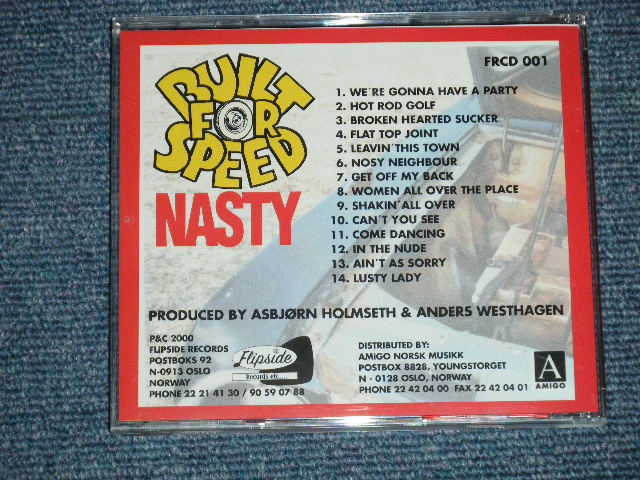 BUILT
FOR
SPEED
NASTY
FRCD 001
1. WE'RE GONNA HAVE A PARTY
2. HOT ROD GOLF
3. BROKEN HEARTED SUCKER
4. FLAT TOP JOINT
5. LEAVIN´THIS TOWN
6. NOSY NEIGHBOUR
7. GET OFF MY BACK
8. WOMEN ALL OVER THE PLACE
9. SHAKIN´ALL OVER
10. CAN´T YOU SEE
11. COME DANCING
12. IN THE NUDE
13. AIN´T AS SORRY
14. LUSTY LADY
PRODUCED BY ASBJØRN HOLMSETH & ANDERS WESTHAGEN
P&C 2000
FLIPSIDE RECORDS
POSTBOKS 92
N-0913 OSLO
NORWAY
PHONE 22 21 41 30 / 90 59 07 88
Flipside
Records etc....
DISTRIBUTED BY:
AMIGO NORSK MUSIKK
POSTBOX 8828, YOUNGSTORGET
N - 0128 OSLO, NORWAY
PHONE 22 42 04 00 FAX 22 42 04 01
A
AMIGO